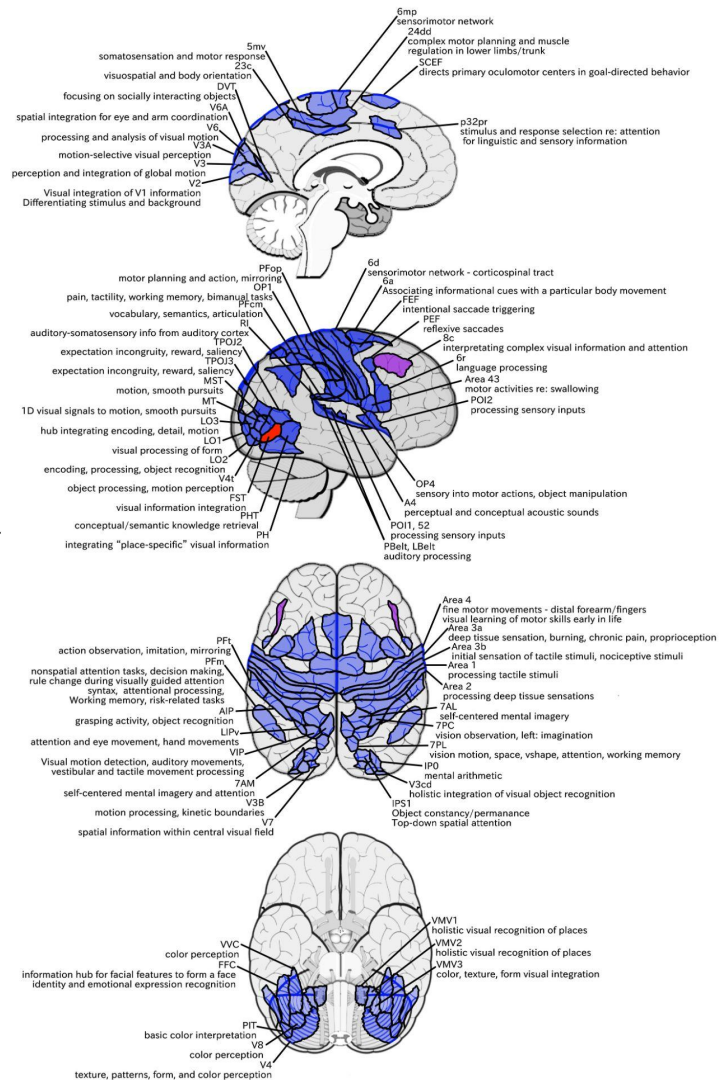 6mp
sensorimotor network
24dd
complex motor planning and muscle
regulation in lower limbs/trunk
SCEF
directs primary oculomotor centers in goal-directed behavior
p32pr
stimulus and response selection re: attention
for linguistic and sensory information
5mv
somatosensation and motor response
23c
visuospatial and body orientation
DVT
focusing on socially interacting objects
V6A
spatial integration for eye and arm coordination
V6
processing and analysis of visual motion
V3A
motion-selective visual perception
V3
perception and integration of global motion
V2
Visual integration of V1 information
Differentiating stimulus and background
PFop
motor planning and action, mirroring
OP1
pain, tactility, working memory, bimanual tasks
PFcm
vocabulary, semantics, articulation
RI
auditory-somatosensory info from auditory cortex
TPOJ2
expectation incongruity, reward, saliency
TPOJ3
expectation incongruity, reward, saliency
MST
motion, smooth pursuits
MT
1D visual signals to motion, smooth pursuits
LO3
hub integrating encoding, detail, motion
LO1
visual processing of form
LO2
encoding, processing, object recognition
V4t
object processing, motion perception
FST
visual information integration
PHT
conceptual/semantic knowledge retrieval
PH
integrating “place-specific” visual information
6d
sensorimotor network - corticospinal tract
6a
Associating informational cues with a particular body movement
FEF
intentional saccade triggering
PEF
reflexive saccades
8c
interpretating complex visual information and attention
6r
language processing
Area 43
motor activities re: swallowing
POI2
processing sensory inputs
OP4
sensory into motor actions, object manipulation
A4
perceptual and conceptual acoustic sounds
POI1, 52
processing sensory inputs
PBelt, LBelt
auditory processing
PFt
action observation, imitation, mirroring
PFm
nonspatial attention tasks, decision making,
rule change during visually guided attention
syntax, attentional processing,
Working memory, risk-related tasks
AIP
grasping activity, object recognition
LIPv
attention and eye movement, hand movements
VIP
Visual motion detection, auditory movements,
vestibular and tactile movement processing
7AM
self-centered mental imagery and attention
V3B
motion processing, kinetic boundaries
V7
spatial information within central visual field
Area 4
fine motor movements - distal forearm/fingers
visual learning of motor skills early in life
Area 3a
deep tissue sensation, burning, chronic pain, proprioception
Area 3b
initial sensation of tactile stimuli, nociceptive stimuli
Area 1
processing tactile stimuli
Area 2
processing deep tissue sensations
7AL
self-centered mental imagery
7PC
vision observation, left: imagination
7PL
vision motion, space, vshape, attention, working memory
IP0
mental arithmetic
V3cd
holistic integration of visual object recognition
IPS1
Object constancy/permanance
Top-down spatial attention
VVC
color perception
FFC
information hub for facial features to form a face
identity and emotional expression recognition
PIT
basic color interpretation
V8
color perception
V4
texture, patterns, form, and color perception
VMV1
holistic visual recognition of places
VMV2
holistic visual recognition of places
VMV3
color, texture, form visual integration